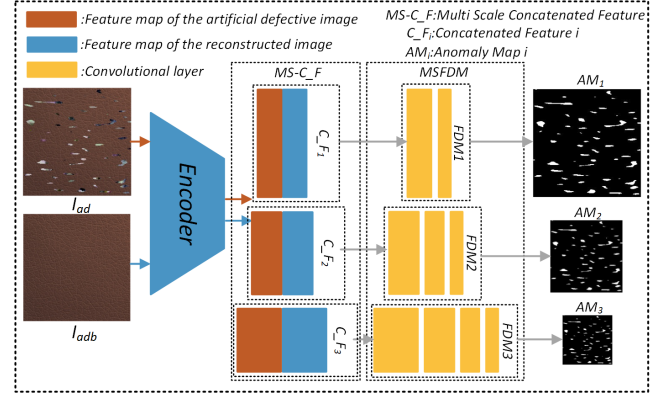 :Feature map of the artificial defective image
:Feature map of the reconstructed image
:Convolutional layer
MS-C_F:Multi Scale Concatenated Feature
C_Fi:Concatenated Feature i
AMi:Anomaly Map i
MS-C_F
MSFDM
AM1
Iad
Encoder
C_F1
FDM1
AM2
C_F2
FDM2
Iadb
AM3
C_F3
FDM3